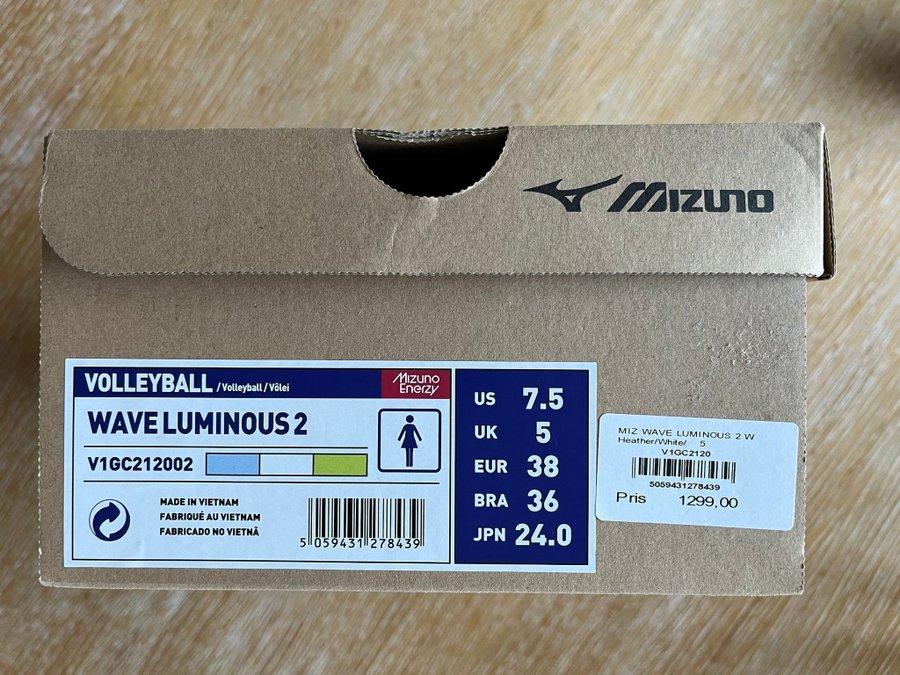 MIZUNO
VOLLEYBALL / Volleyball / Vôlei
Mizuno
Enerzy
WAVE LUMINOUS 2
V1GC212002
MADE IN VIETNAM
FABRIQUÉ AU VIETNAM
FABRICADO NO VIETNÃ
5 059431 278439
US 7.5
UK 5
EUR 38
BRA 36
JPN 24.0
MIZ WAVE LUMINOUS 2 W
Heather/White/ 5
V1GC2120
5059431278439
Pris 1299,00